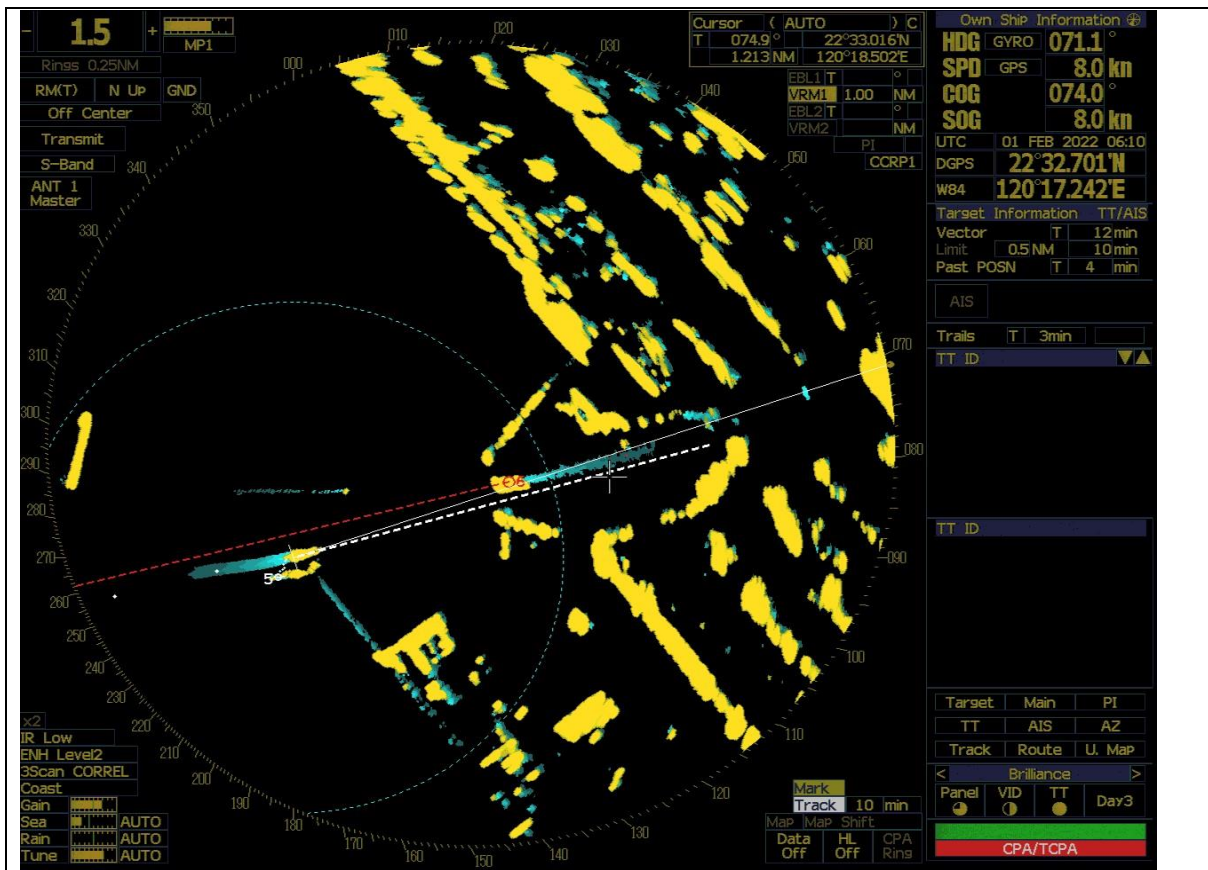 - 1.5 + MP1
Rings 0.25NM
RM(T) N Up GND
Off Center
Transmit
S-Band
ANT 1
Master
Cursor < AUTO > C
T 074.9° 22°33.016'N
1.213 NM 120°18.502'E
EBL1 T °
VRM1 1.00 NM
EBL2 T °
VRM2 NM
PI
CCRP1
Own Ship Information
HDG GYRO 071.1 °
SPD GPS 8.0 kn
COG 074.0 °
SOG 8.0 kn
UTC 01 FEB 2022 06:10
DGPS 22°32.701'N
W84 120°17.242'E
Target Information TT/AIS
Vector T 12min
Limit 0.5 NM 10min
Past POSN T 4 min
AIS
Trails T 3min
TT ID
TT ID
Target Main PI
TT AIS AZ
Track Route U. Map
< Brilliance >
Panel VID TT Day3
CPA/TCPA
000
010
020
030
040
050
060
070
080
090
100
110
120
130
140
150
160
170
180
190
200
210
220
230
240
250
260
270
280
290
300
310
320
330
340
350
6
5
x2
IR Low
ENH Level2
3Scan CORREL
Coast
Gain
Sea AUTO
Rain AUTO
Tune AUTO
Mark
Track 10 min
Map Map Shift
Data HL CPA
Off Off Ring